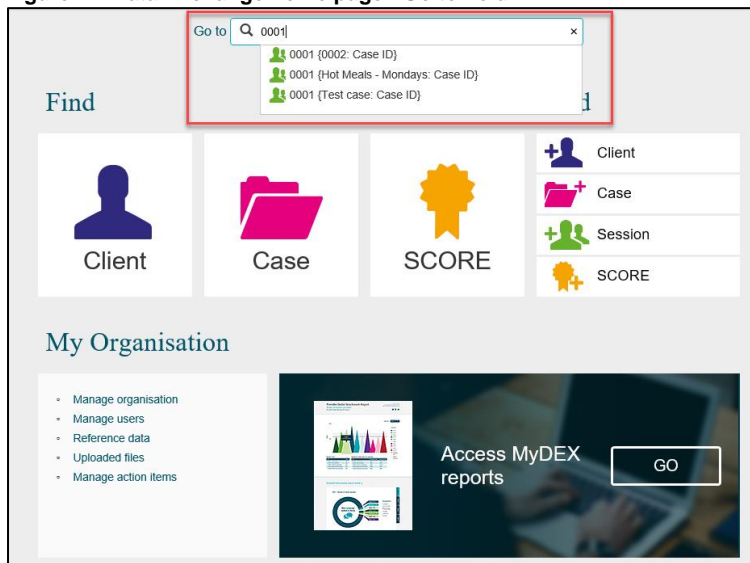 Go to 0001 ×
0001 {0002: Case ID}
0001 {Hot Meals - Mondays: Case ID}
0001 {Test case: Case ID}
Find
Client
Case
SCORE
Client
Case
Session
SCORE
My Organisation
Manage organisation
Manage users
Reference data
Uploaded files
Manage action items
Access MyDEX
reports
GO